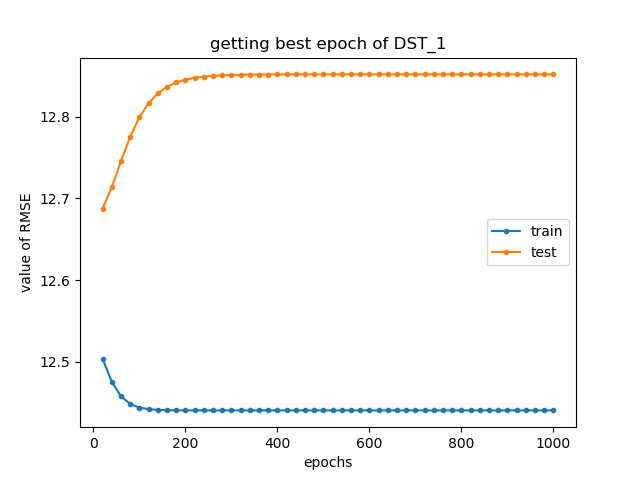 getting best epoch of DST_1
value of RMSE
12.8
12.7
12.6
12.5
train
test
0
200
400
600
800
1000
epochs